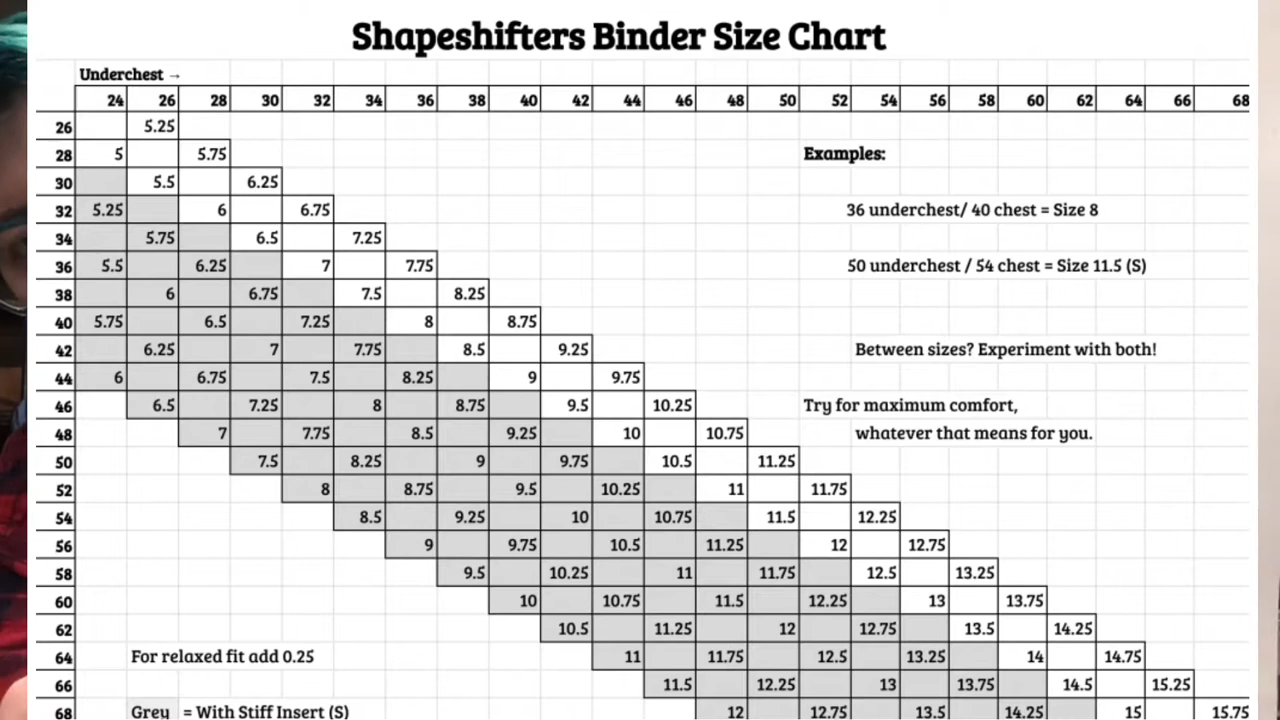 Shapeshifters Binder Size Chart
Underchest →
24 26 28 30 32 34 36 38 40 42 44 46 48 50 52 54 56 58 60 62 64 66 68
26 5.25
28 5 5.75 Examples:
30 5.5 6.25
32 5.25 6 6.75 36 underchest/ 40 chest = Size 8
34 5.75 6.5 7.25
36 5.5 6.25 7 7.75 50 underchest / 54 chest = Size 11.5 (S)
38 6 6.75 7.5 8.25
40 5.75 6.5 7.25 8 8.75
42 6.25 7 7.75 8.5 9.25 Between sizes? Experiment with both!
44 6 6.75 7.5 8.25 9 9.75
46 6.5 7.25 8 8.75 9.5 10.25 Try for maximum comfort,
48 7 7.75 8.5 9.25 10 10.75 whatever that means for you.
50 7.5 8.25 9 9.75 10.5 11.25
52 8 8.75 9.5 10.25 11 11.75
54 8.5 9.25 10 10.75 11.5 12.25
56 9 9.75 10.5 11.25 12 12.75
58 9.5 10.25 11 11.75 12.5 13.25
60 10 10.75 11.5 12.25 13 13.75
62 10.5 11.25 12 12.75 13.5 14.25
64 For relaxed fit add 0.25 11 11.75 12.5 13.25 14 14.75
66 11.5 12.25 13 13.75 14.5 15.25
68 Grey = With Stiff Insert (S) 12 12.75 13.5 14.25 15 15.75